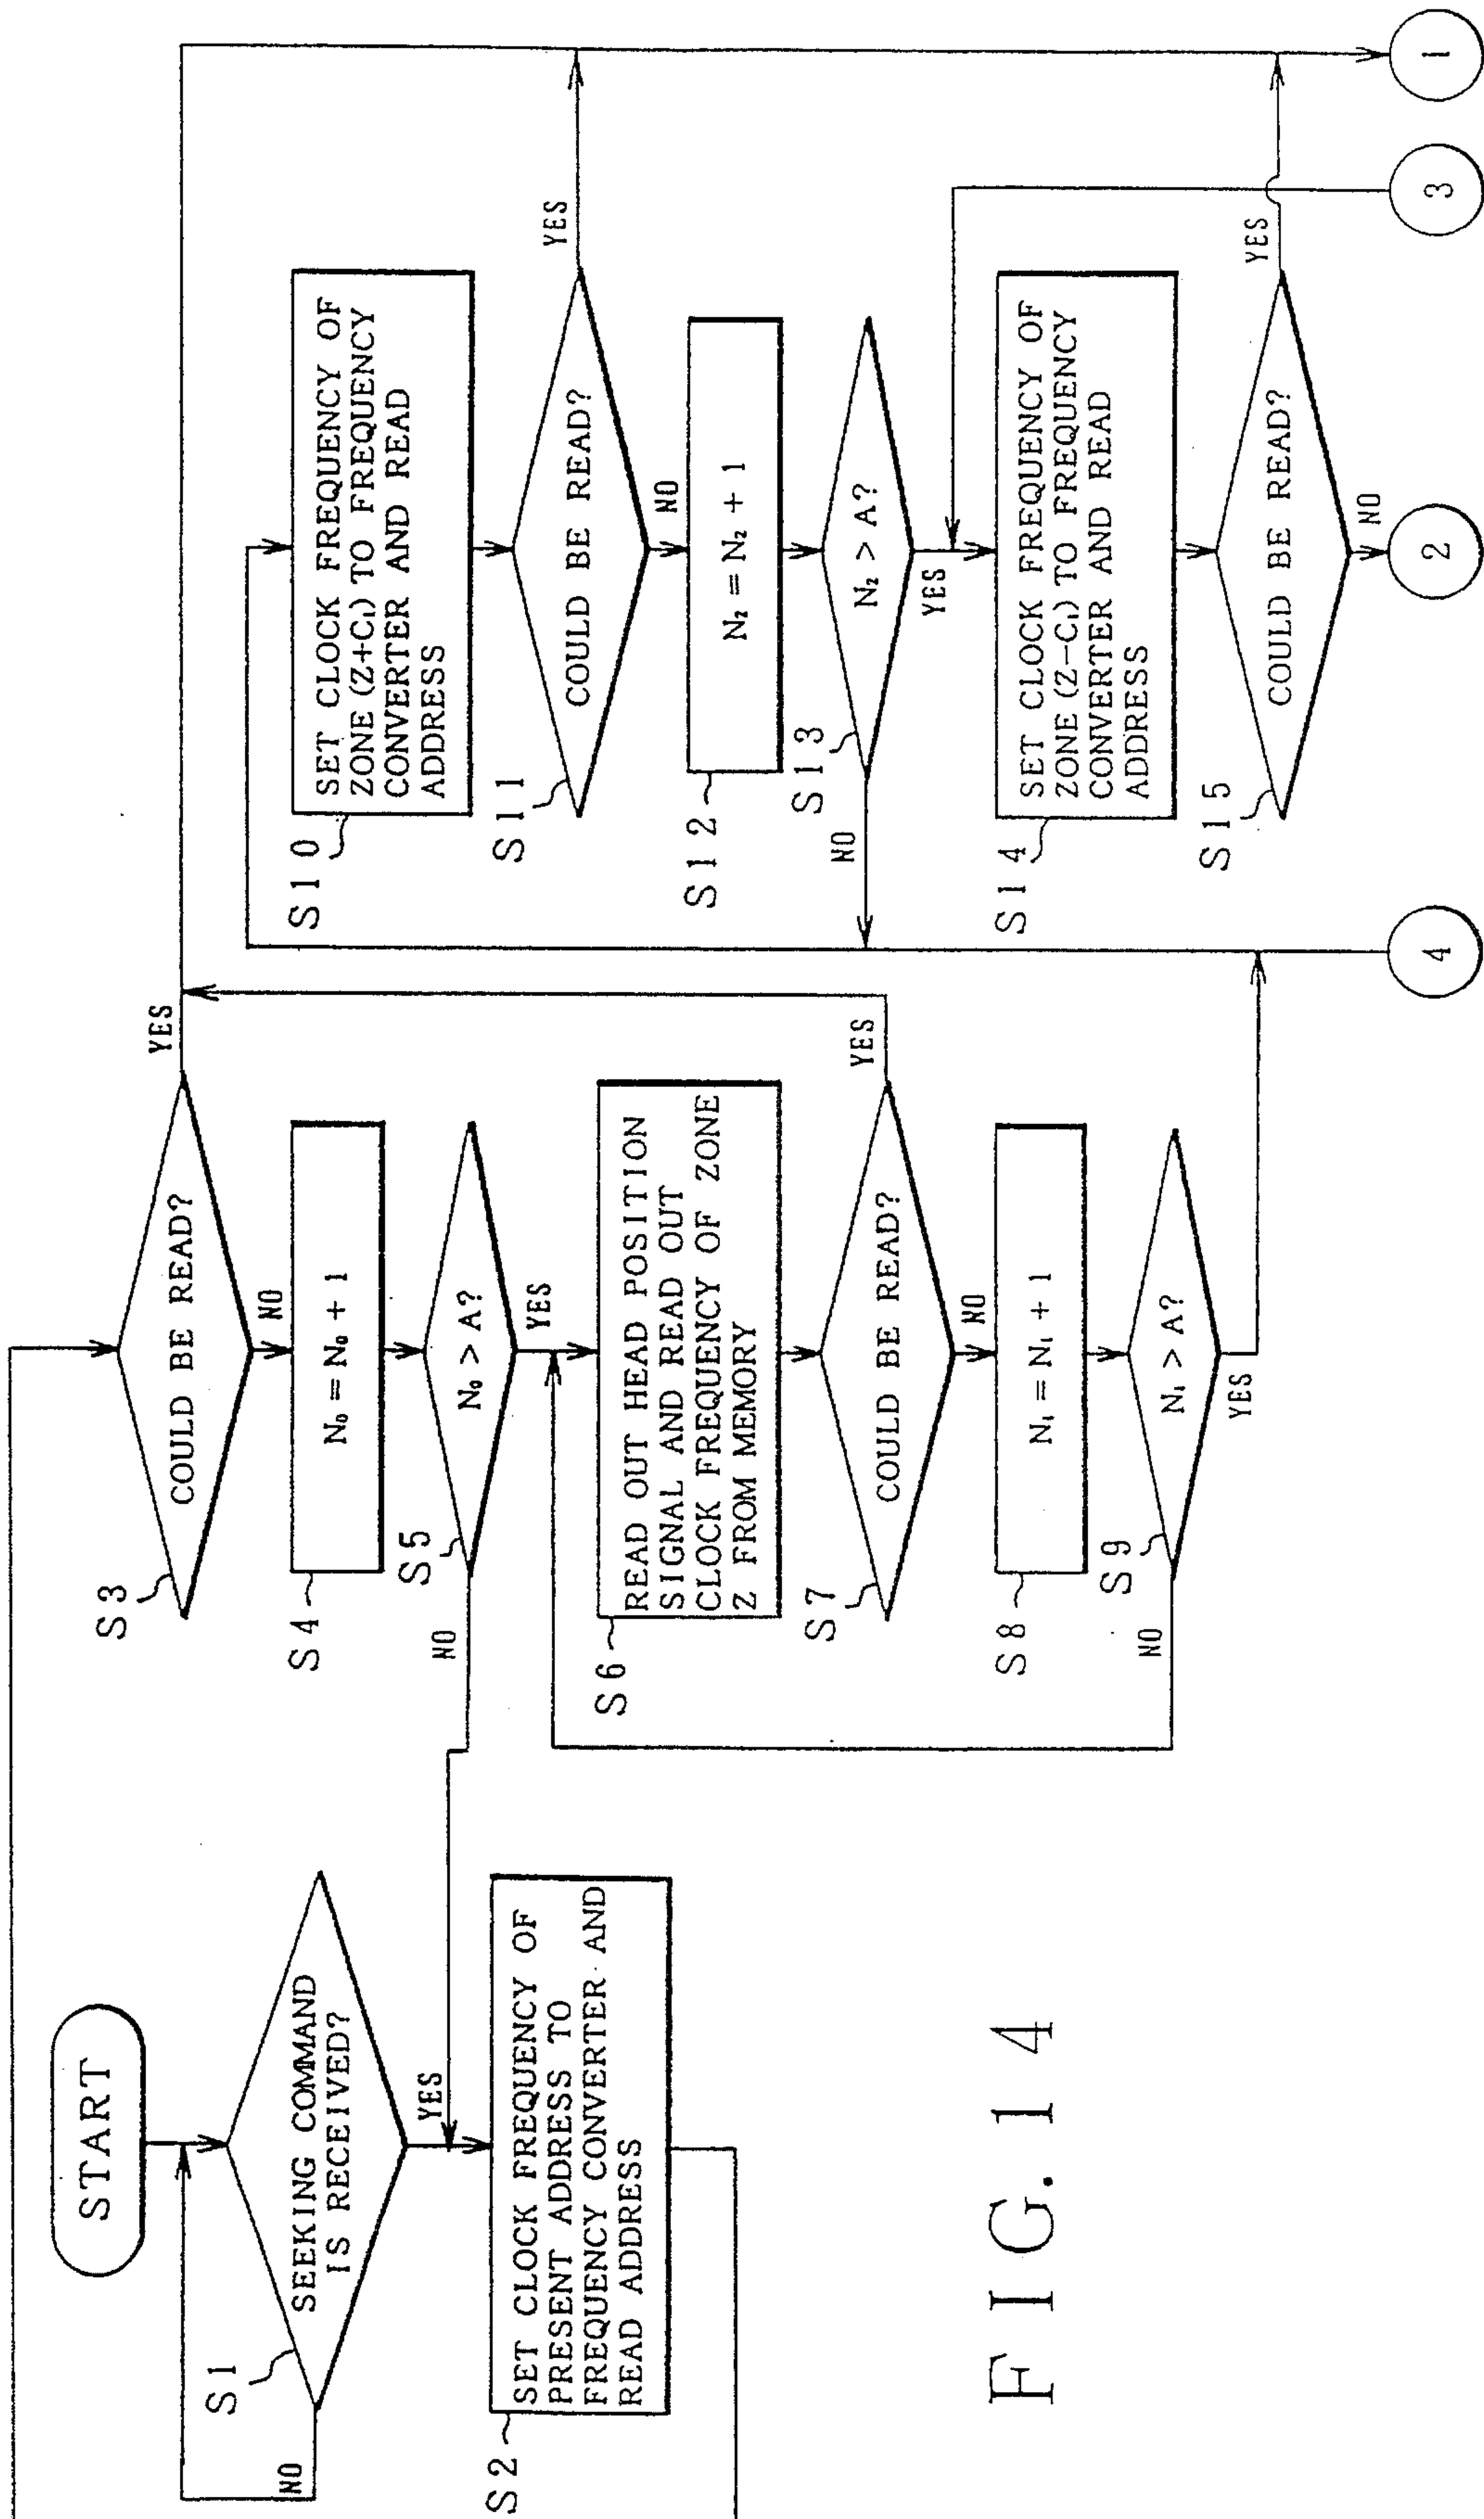 START
S1
SEEKING COMMAND
IS RECEIVED?
NO
YES
S2
SET CLOCK FREQUENCY OF
PRESENT ADDRESS TO
FREQUENCY CONVERTER AND
READ ADDRESS
S3
COULD BE READ?
YES
NO
S4
N₀ = N₀ + 1
S5
N₀ > A?
NO
YES
S6
READ OUT HEAD POSITION
SIGNAL AND READ OUT
CLOCK FREQUENCY OF ZONE
Z FROM MEMORY
S7
COULD BE READ?
YES
NO
S8
N₁ = N₁ + 1
S9
N₁ > A?
NO
YES
S10
SET CLOCK FREQUENCY OF
ZONE (Z+C₁) TO FREQUENCY
CONVERTER AND READ
ADDRESS
S11
COULD BE READ?
YES
NO
S12
N₂ = N₂ + 1
S13
N₂ > A?
NO
YES
S14
SET CLOCK FREQUENCY OF
ZONE (Z-C₁) TO FREQUENCY
CONVERTER AND READ
ADDRESS
S15
COULD BE READ?
YES
NO
4
2
3
1
FIG. 14